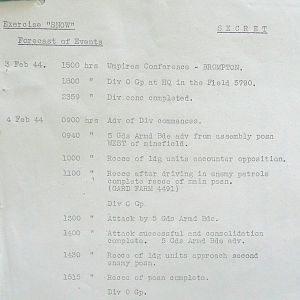 Exercise "SNOW"
S E C R E T
Forecast of Events
3 Feb 44. 1500 hrs Umpires Conference - BROMPTON.
1800 " Div O Gp at HQ in the Field 5790.
2359 " Div conc completed.
4 Feb 44 0900 hrs Adv of Div commences.
0940 " 5 Gds Armd Bde adv from assembly posn
WEST of minefield.
1000 " Recce of ldg units encounter opposition.
1100 " Recce after driving in enemy patrols
" complete recce of main posn.
(CARD FARM 4491)
Div O Gp.
1300 " Attack by 5 Gds Armd Bde.
1400 " Attack successful and consolidation
complete. 5 Gds Armd Bde adv.
1430 " Recce of ldg units approach second
enemy posn.
1515 " Recce of posn complete.
Div O Gp.